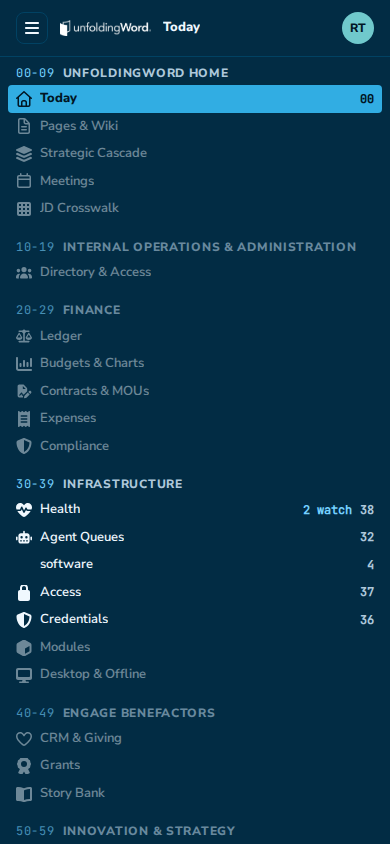 unfoldingWord. Today RT
00-09 UNFOLDINGWORD HOME
Today 00
Pages & Wiki
Strategic Cascade
Meetings
JD Crosswalk
10-19 INTERNAL OPERATIONS & ADMINISTRATION
Directory & Access
20-29 FINANCE
Ledger
Budgets & Charts
Contracts & MOUs
Expenses
Compliance
30-39 INFRASTRUCTURE
Health 2 watch 38
Agent Queues 32
software 4
Access 37
Credentials 36
Modules
Desktop & Offline
40-49 ENGAGE BENEFACTORS
CRM & Giving
Grants
Story Bank
50-59 INNOVATION & STRATEGY